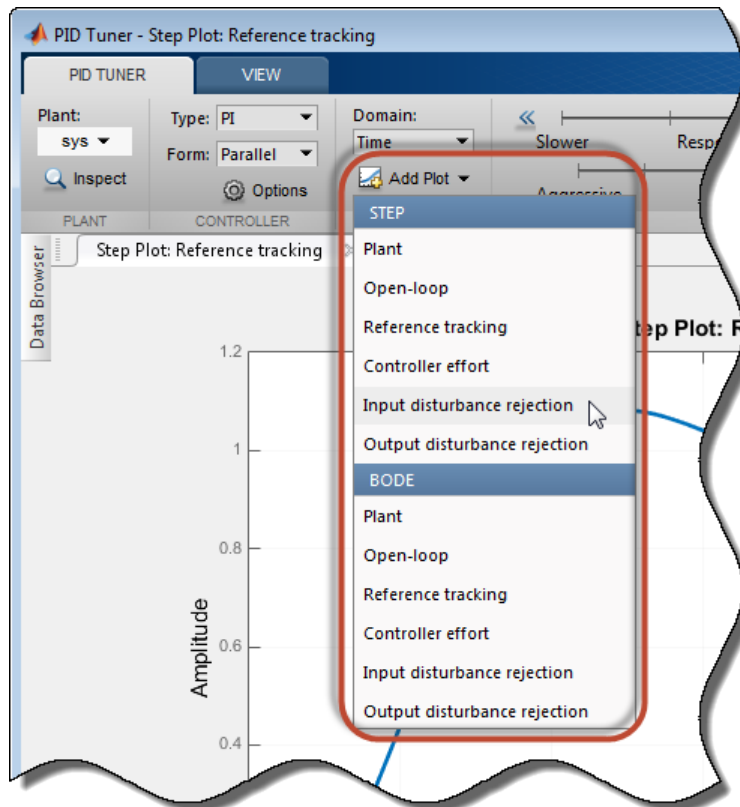 PID Tuner - Step Plot: Reference tracking
PID TUNER
VIEW
Plant:
sys
Inspect
PLANT
Type: PI
Form: Parallel
Options
CONTROLLER
Domain:
Time
Add Plot
Slower
STEP
Plant
Open-loop
Reference tracking
Controller effort
Input disturbance rejection
Output disturbance rejection
BODE
Plant
Open-loop
Reference tracking
Controller effort
Input disturbance rejection
Output disturbance rejection
Data Browser
Step Plot: Reference tracking
Plot:
1.2
1
0.8
0.6
0.4
Amplitude